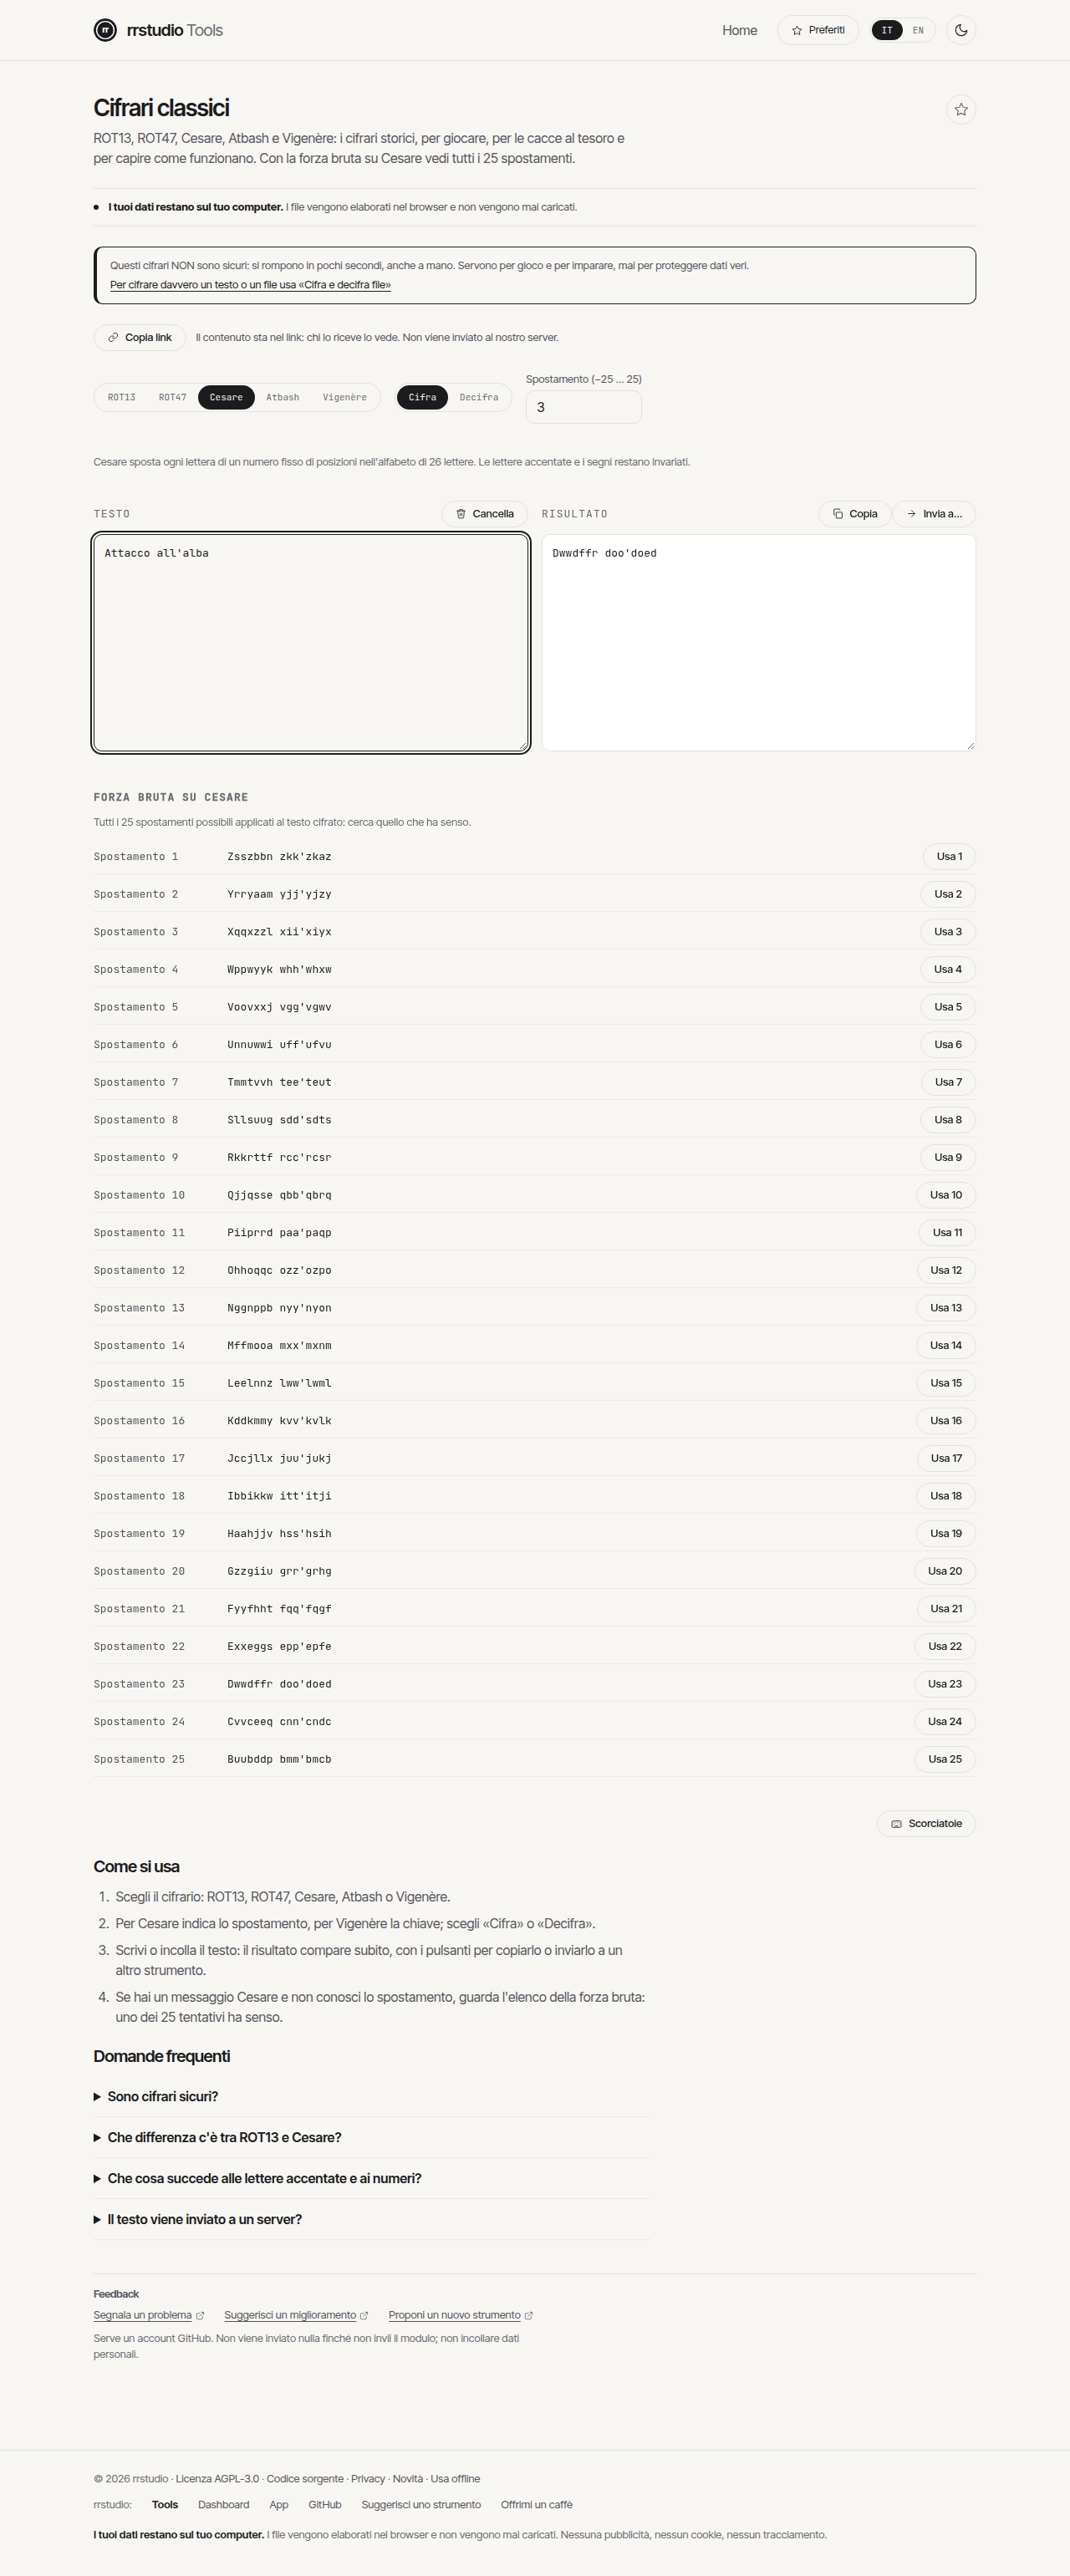 rr rrstudio Tools
Home
Preferiti
IT EN
Cifrari classici
ROT13, ROT47, Cesare, Atbash e Vigenère: i cifrari storici, per giocare, per le cacce al tesoro e
per capire come funzionano. Con la forza bruta su Cesare vedi tutti i 25 spostamenti.
I tuoi dati restano sul tuo computer. I file vengono elaborati nel browser e non vengono mai caricati.
Questi cifrari NON sono sicuri: si rompono in pochi secondi, anche a mano. Servono per gioco e per imparare, mai per proteggere dati veri.
Per cifrare davvero un testo o un file usa «Cifra e decifra file»
Copia link Il contenuto sta nel link: chi lo riceve lo vede. Non viene inviato al nostro server.
Spostamento (−25 … 25)
ROT13 ROT47 Cesare Atbash Vigenère Cifra Decifra 3
Cesare sposta ogni lettera di un numero fisso di posizioni nell'alfabeto di 26 lettere. Le lettere accentate e i segni restano invariati.
TESTO Cancella RISULTATO Copia Invia a…
Attacco all'alba Dwwdffr doo'doed
FORZA BRUTA SU CESARE
Tutti i 25 spostamenti possibili applicati al testo cifrato: cerca quello che ha senso.
Spostamento 1 Zsszbbn zkk'zkaz Usa 1
Spostamento 2 Yrryaam yjj'yjzy Usa 2
Spostamento 3 Xqqxzzl xii'xiyx Usa 3
Spostamento 4 Wppwyyk whh'whxw Usa 4
Spostamento 5 Voovxxj vgg'vgwv Usa 5
Spostamento 6 Unnuwwi uff'ufvu Usa 6
Spostamento 7 Tmmtvvh tee'teut Usa 7
Spostamento 8 Sllsuug sdd'sdts Usa 8
Spostamento 9 Rkkrttf rcc'rcsr Usa 9
Spostamento 10 Qjjqsse qbb'qbrq Usa 10
Spostamento 11 Piiprrd paa'paqp Usa 11
Spostamento 12 Ohhoqqc ozz'ozpo Usa 12
Spostamento 13 Nggnppb nyy'nyon Usa 13
Spostamento 14 Mffmooa mxx'mxnm Usa 14
Spostamento 15 Leelnnz lww'lwml Usa 15
Spostamento 16 Kddkmmy kvv'kvlk Usa 16
Spostamento 17 Jccjllx juu'jukj Usa 17
Spostamento 18 Ibbikkw itt'itji Usa 18
Spostamento 19 Haahjjv hss'hsih Usa 19
Spostamento 20 Gzzgiiu grr'grhg Usa 20
Spostamento 21 Fyyfhht fqq'fqgf Usa 21
Spostamento 22 Exxeggs epp'epfe Usa 22
Spostamento 23 Dwwdffr doo'doed Usa 23
Spostamento 24 Cvvceeq cnn'cndc Usa 24
Spostamento 25 Buubddp bmm'bmcb Usa 25
Scorciatoie
Come si usa
1. Scegli il cifrario: ROT13, ROT47, Cesare, Atbash o Vigenère.
2. Per Cesare indica lo spostamento, per Vigenère la chiave; scegli «Cifra» o «Decifra».
3. Scrivi o incolla il testo: il risultato compare subito, con i pulsanti per copiarlo o inviarlo a un
altro strumento.
4. Se hai un messaggio Cesare e non conosci lo spostamento, guarda l'elenco della forza bruta:
uno dei 25 tentativi ha senso.
Domande frequenti
Sono cifrari sicuri?
Che differenza c'è tra ROT13 e Cesare?
Che cosa succede alle lettere accentate e ai numeri?
Il testo viene inviato a un server?
Feedback
Segnala un problema Suggerisci un miglioramento Proponi un nuovo strumento
Serve un account GitHub. Non viene inviato nulla finché non invii il modulo; non incollare dati
personali.
© 2026 rrstudio · Licenza AGPL-3.0 · Codice sorgente · Privacy · Novità · Usa offline
rrstudio: Tools Dashboard App GitHub Suggerisci uno strumento Offrimi un caffè
I tuoi dati restano sul tuo computer. I file vengono elaborati nel browser e non vengono mai caricati. Nessuna pubblicità, nessun cookie, nessun tracciamento.